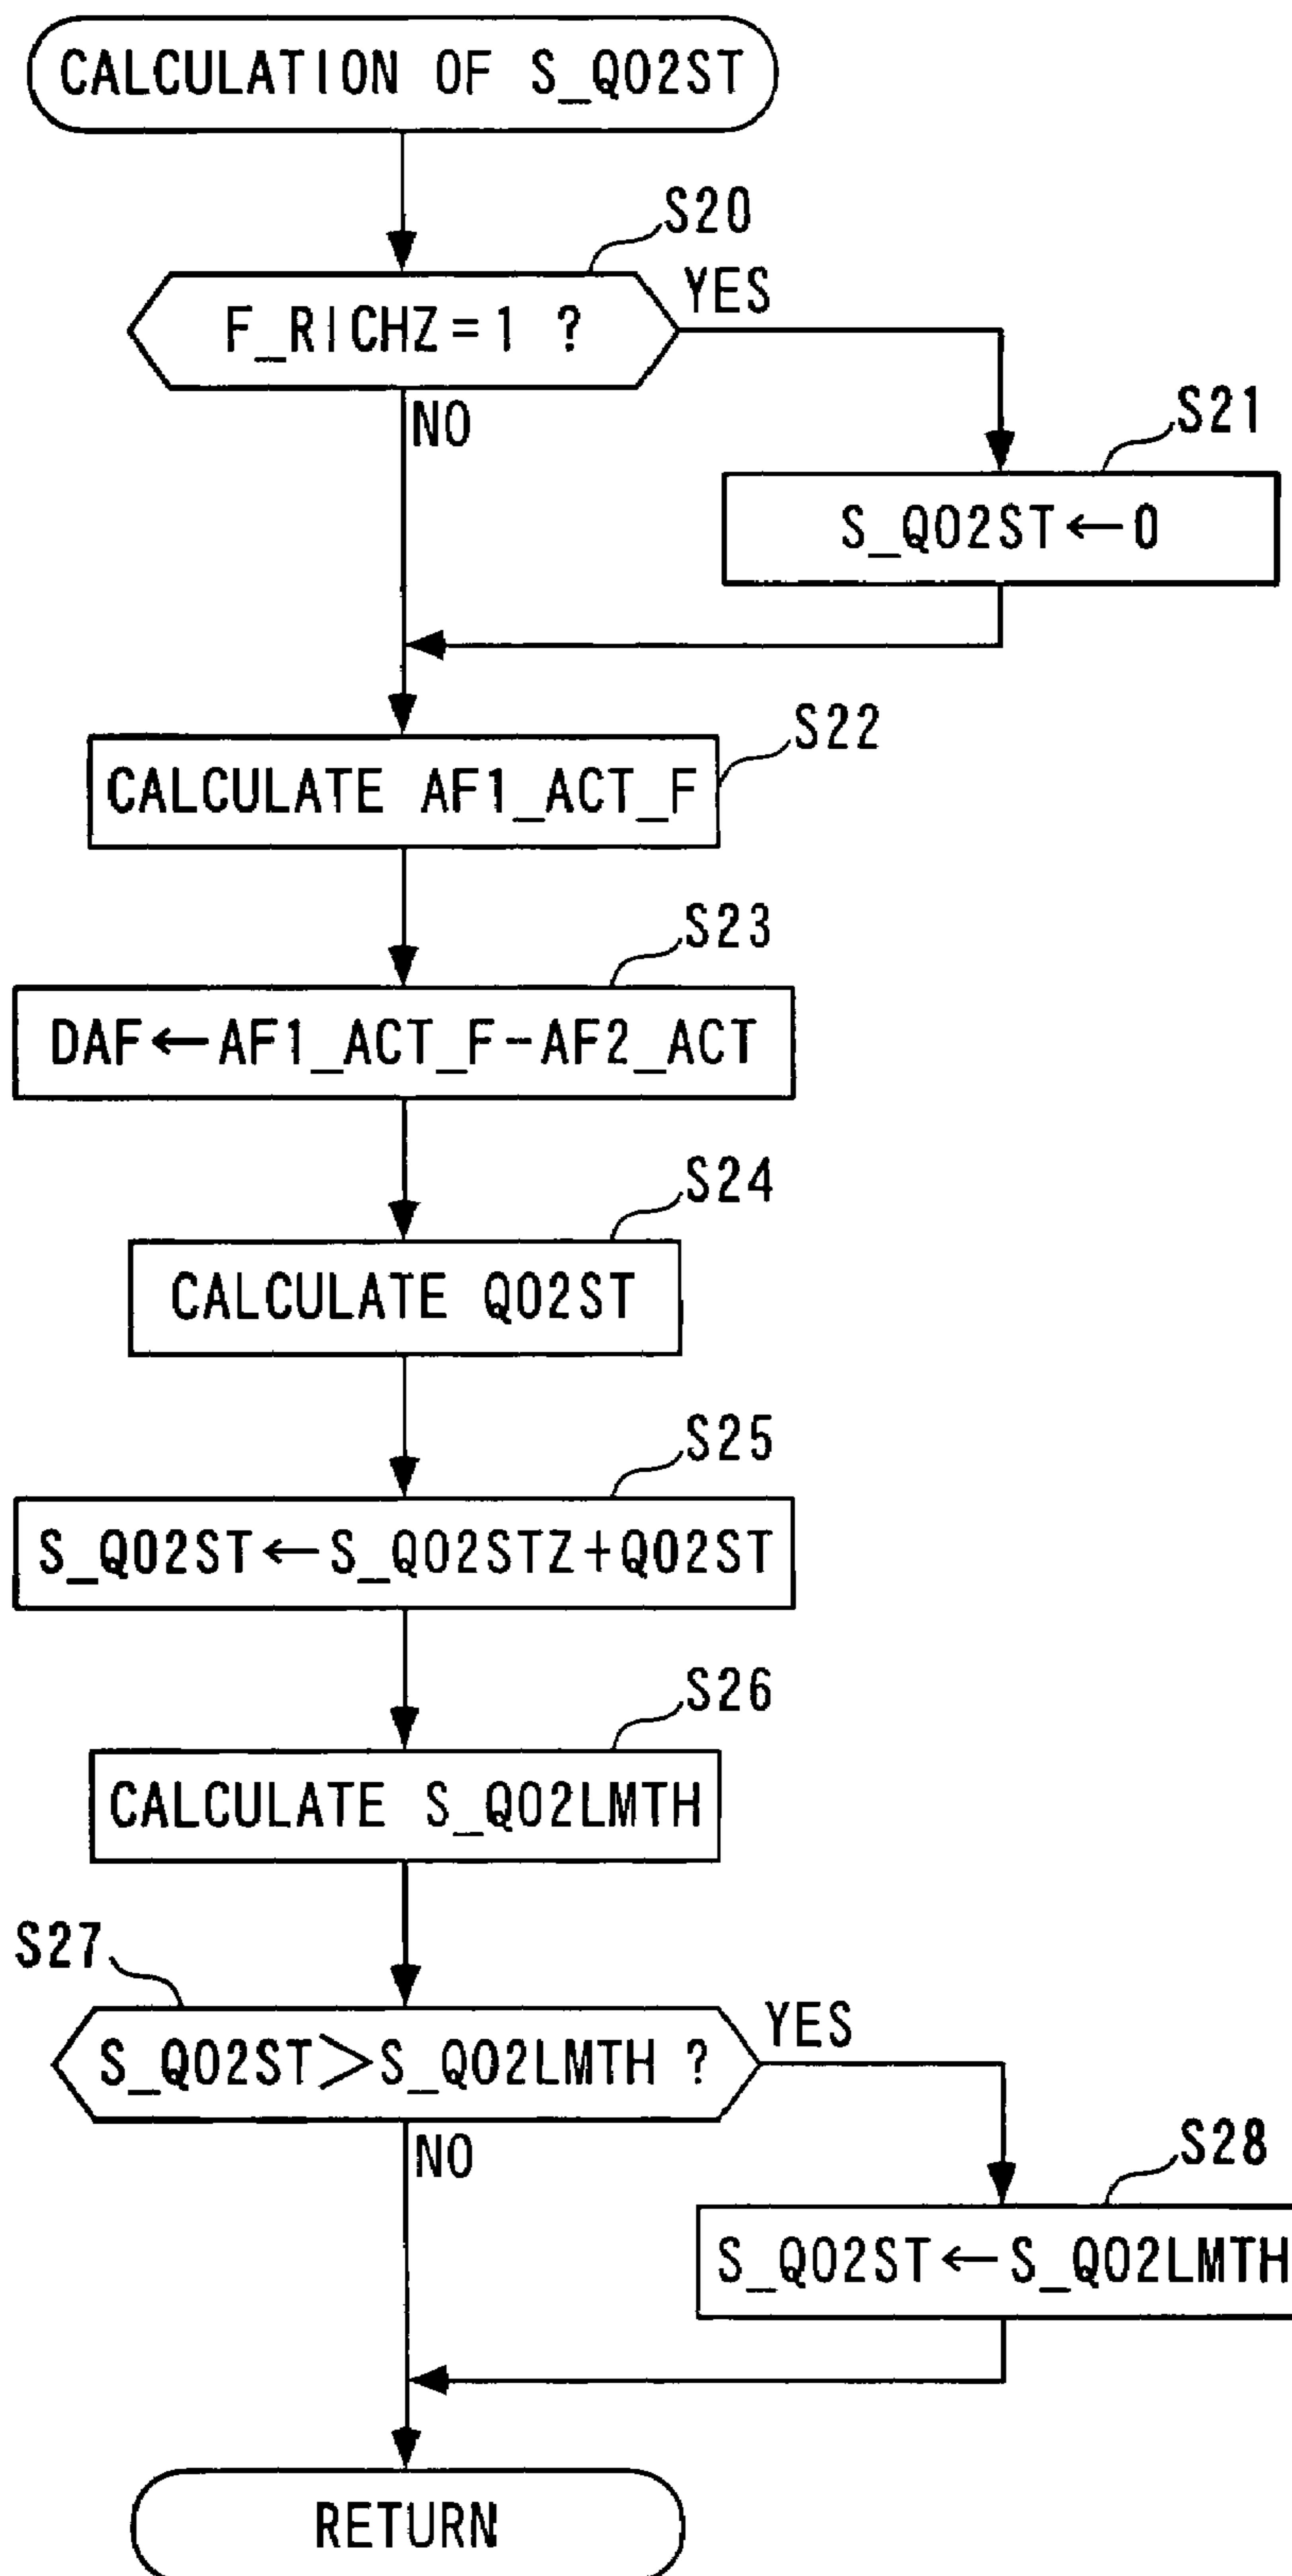 CALCULATION OF S_QO2ST
S20
F_RICHZ=1 ?
YES
NO
S21
S_QO2ST←0
S22
CALCULATE AF1_ACT_F
S23
DAF←AF1_ACT_F-AF2_ACT
S24
CALCULATE QO2ST
S25
S_QO2ST←S_QO2STZ+QO2ST
S26
CALCULATE S_QO2LMTH
S27
S_QO2ST>S_QO2LMTH ?
YES
NO
S28
S_QO2ST←S_QO2LMTH
RETURN